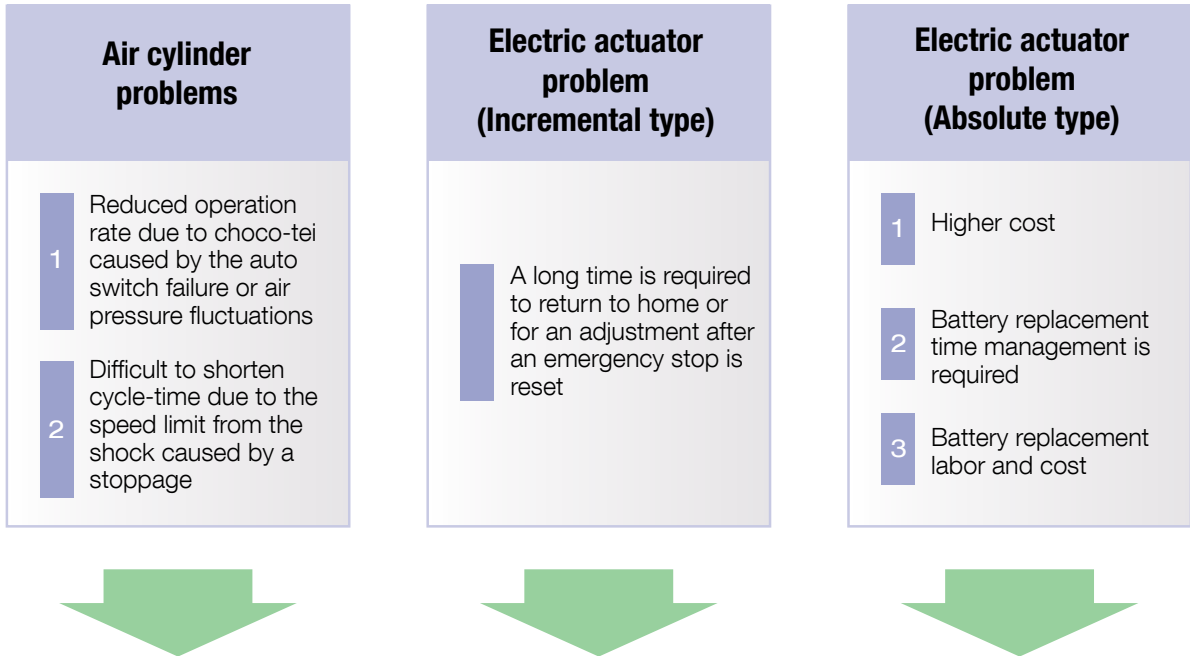 Air cylinder
problems
1
Reduced operation
rate due to choco-tei
caused by the auto
switch failure or air
pressure fluctuations
2
Difficult to shorten
cycle-time due to the
speed limit from the
shock caused by a
stoppage
Electric actuator
problem
(Incremental type)
A long time is required
to return to home or
for an adjustment after
an emergency stop is
reset
Electric actuator
problem
(Absolute type)
1
Higher cost
2
Battery replacement
time management is
required
3
Battery replacement
labor and cost